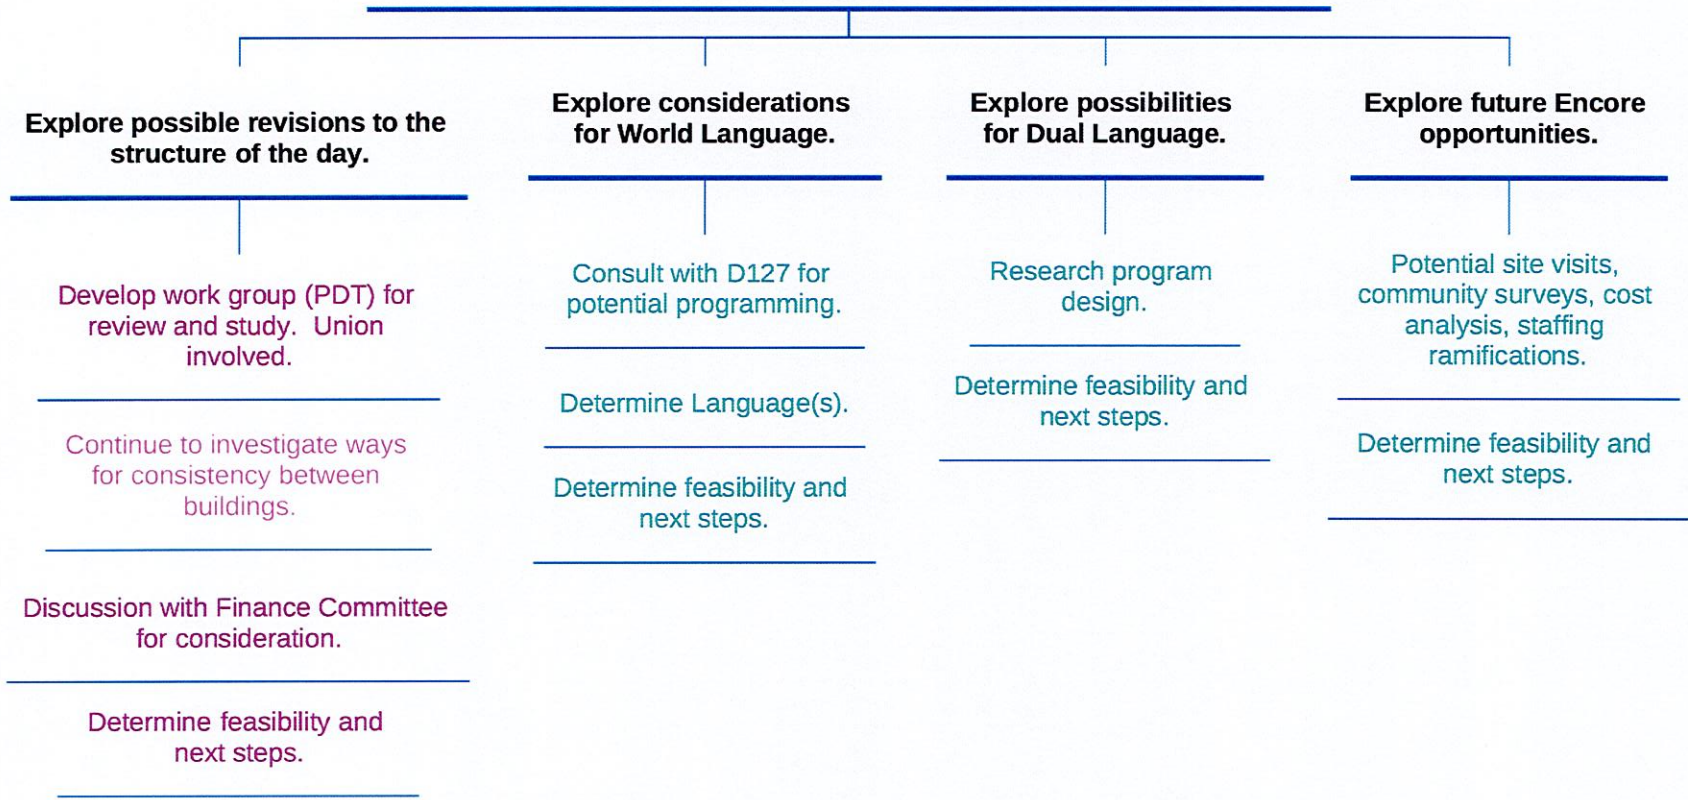 Explore possible revisions to the
structure of the day.
Develop work group (PDT) for
review and study.  Union
involved.
Continue to investigate ways
for consistency between
buildings.
Discussion with Finance Committee
for consideration.
Determine feasibility and
next steps.
Explore considerations
for World Language.
Consult with D127 for
potential programming.
Determine Language(s).
Determine feasibility and
next steps.
Explore possibilities
for Dual Language.
Research program
design.
Determine feasibility and
next steps.
Explore future Encore
opportunities.
Potential site visits,
community surveys, cost
analysis, staffing
ramifications.
Determine feasibility and
next steps.